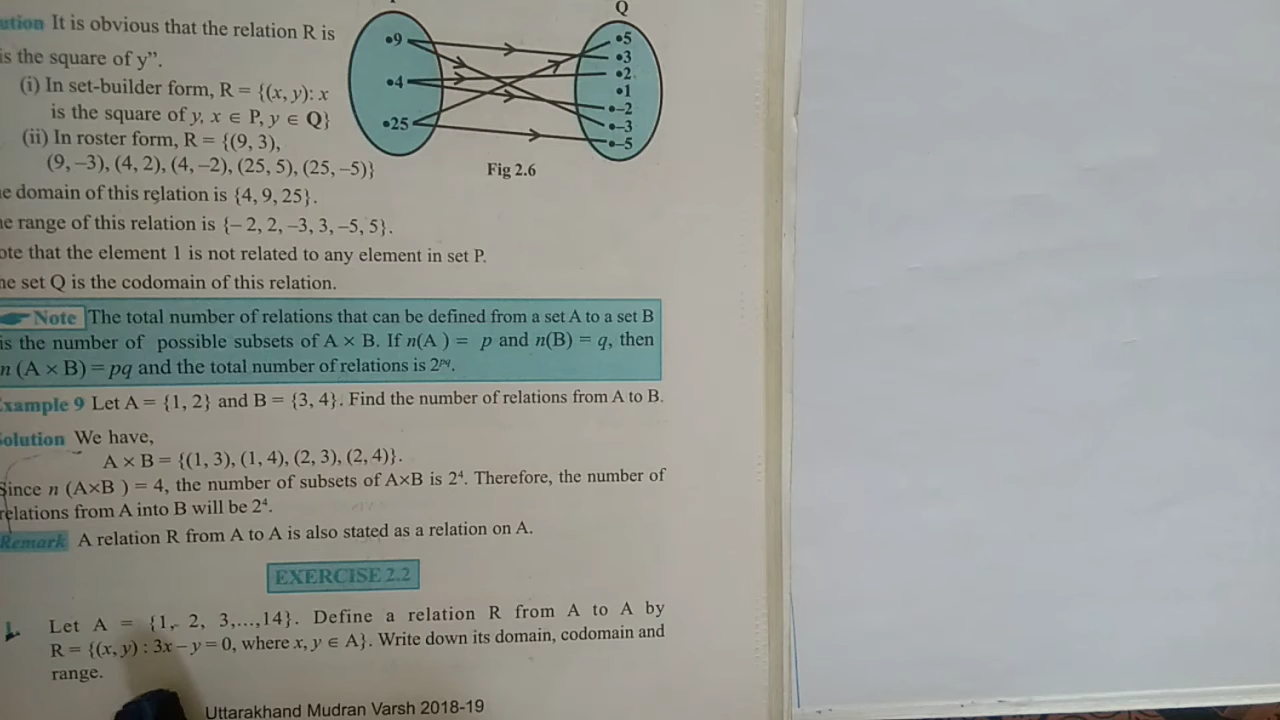 Q
ution It is obvious that the relation R is
is the square of y”.
(i) In set-builder form, R = {(x, y): x
is the square of y, x ∈ P, y ∈ Q}
(ii) In roster form, R = {(9, 3),
(9, –3), (4, 2), (4, –2), (25, 5), (25, –5)}
•9
•4
•25
•5
•3
•2
•1
•–2
•–3
•–5
Fig 2.6
e domain of this relation is {4, 9, 25}.
e range of this relation is {– 2, 2, –3, 3, –5, 5}.
ote that the element 1 is not related to any element in set P.
he set Q is the codomain of this relation.
Note The total number of relations that can be defined from a set A to a set B
is the number of possible subsets of A × B. If n(A ) = p and n(B) = q, then
n (A × B) = pq and the total number of relations is 2ᵖᑫ.
Example 9 Let A = {1, 2} and B = {3, 4}. Find the number of relations from A to B.
olution We have,
A × B = {(1, 3), (1, 4), (2, 3), (2, 4)}.
Since n (A×B ) = 4, the number of subsets of A×B is 2⁴. Therefore, the number of
relations from A into B will be 2⁴.
Remark A relation R from A to A is also stated as a relation on A.
EXERCISE 2.2
1. Let A = {1, 2, 3,...,14}. Define a relation R from A to A by
R = {(x, y) : 3x – y = 0, where x, y ∈ A}. Write down its domain, codomain and
range.
Uttarakhand Mudran Varsh 2018-19